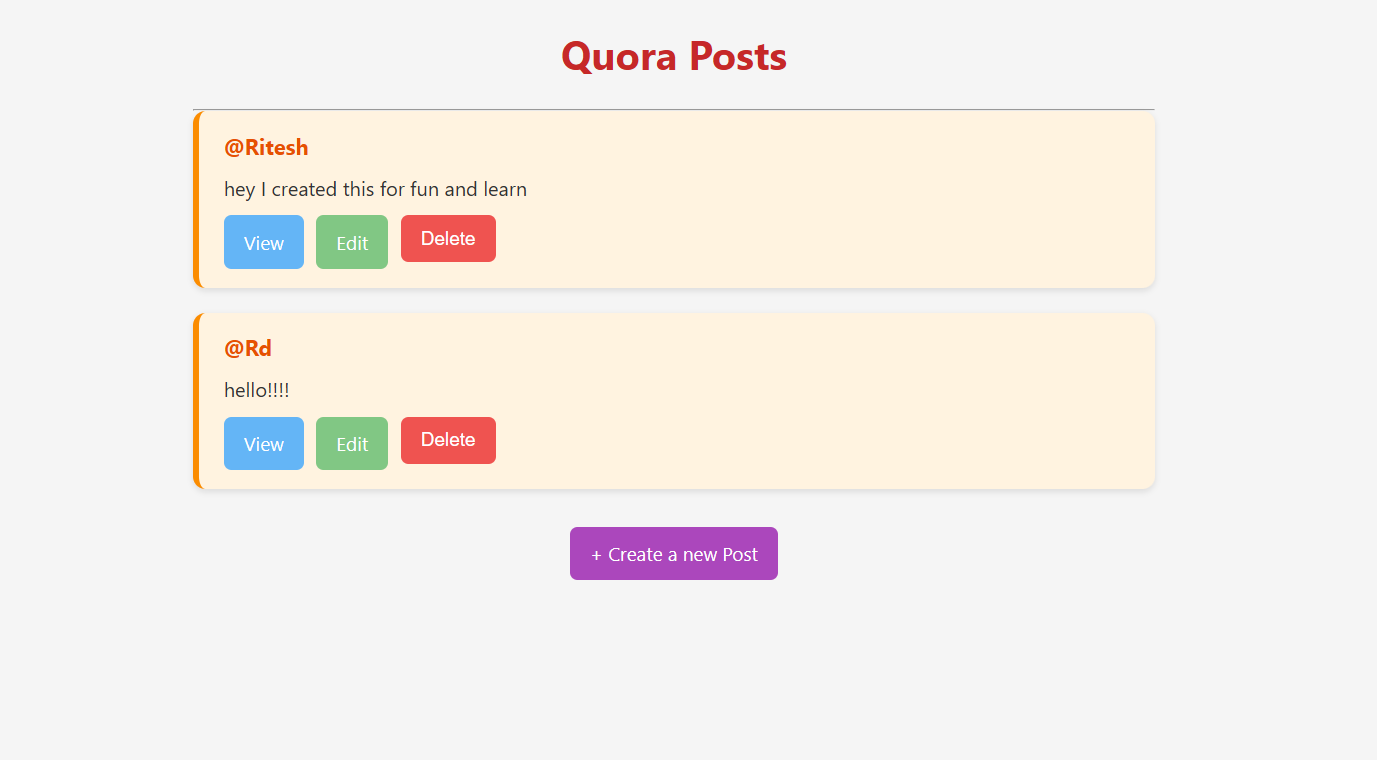 Quora Posts
@Ritesh
hey I created this for fun and learn
View Edit Delete
@Rd
hello!!!!
View Edit Delete
+ Create a new Post